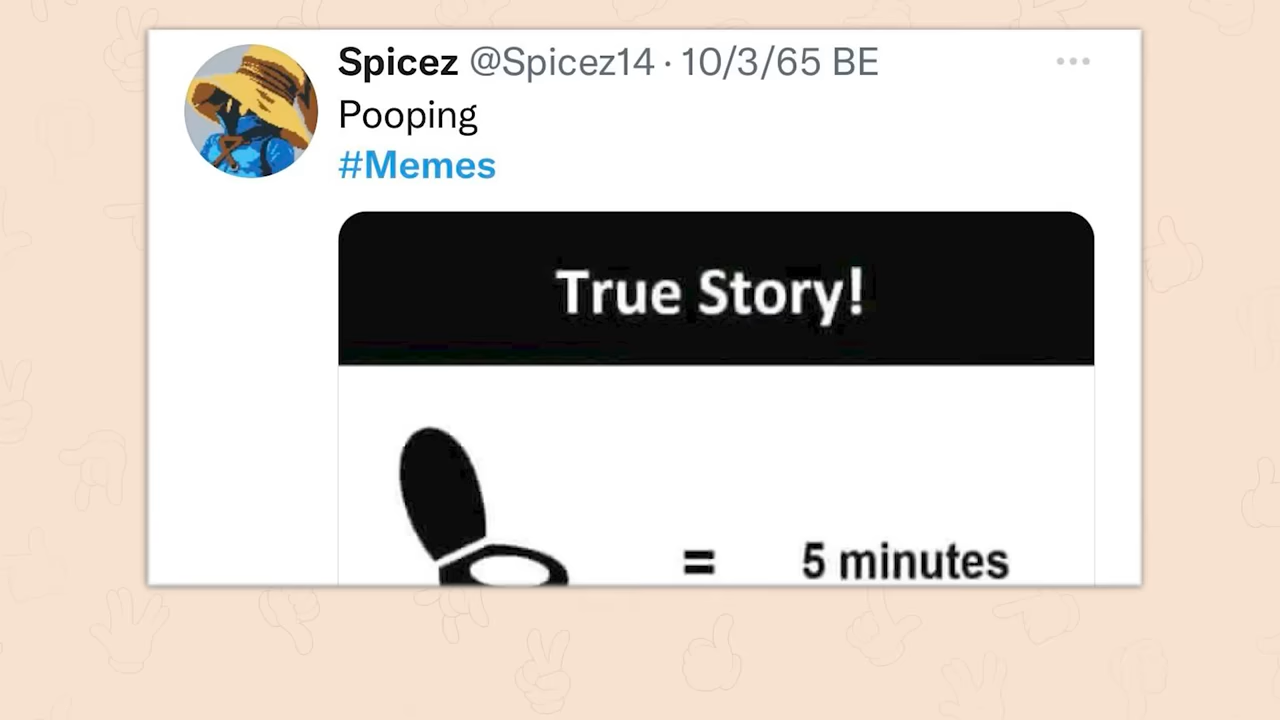 Spicez @Spicez14 · 10/3/65 BE
Pooping
#Memes
True Story!
= 5 minutes